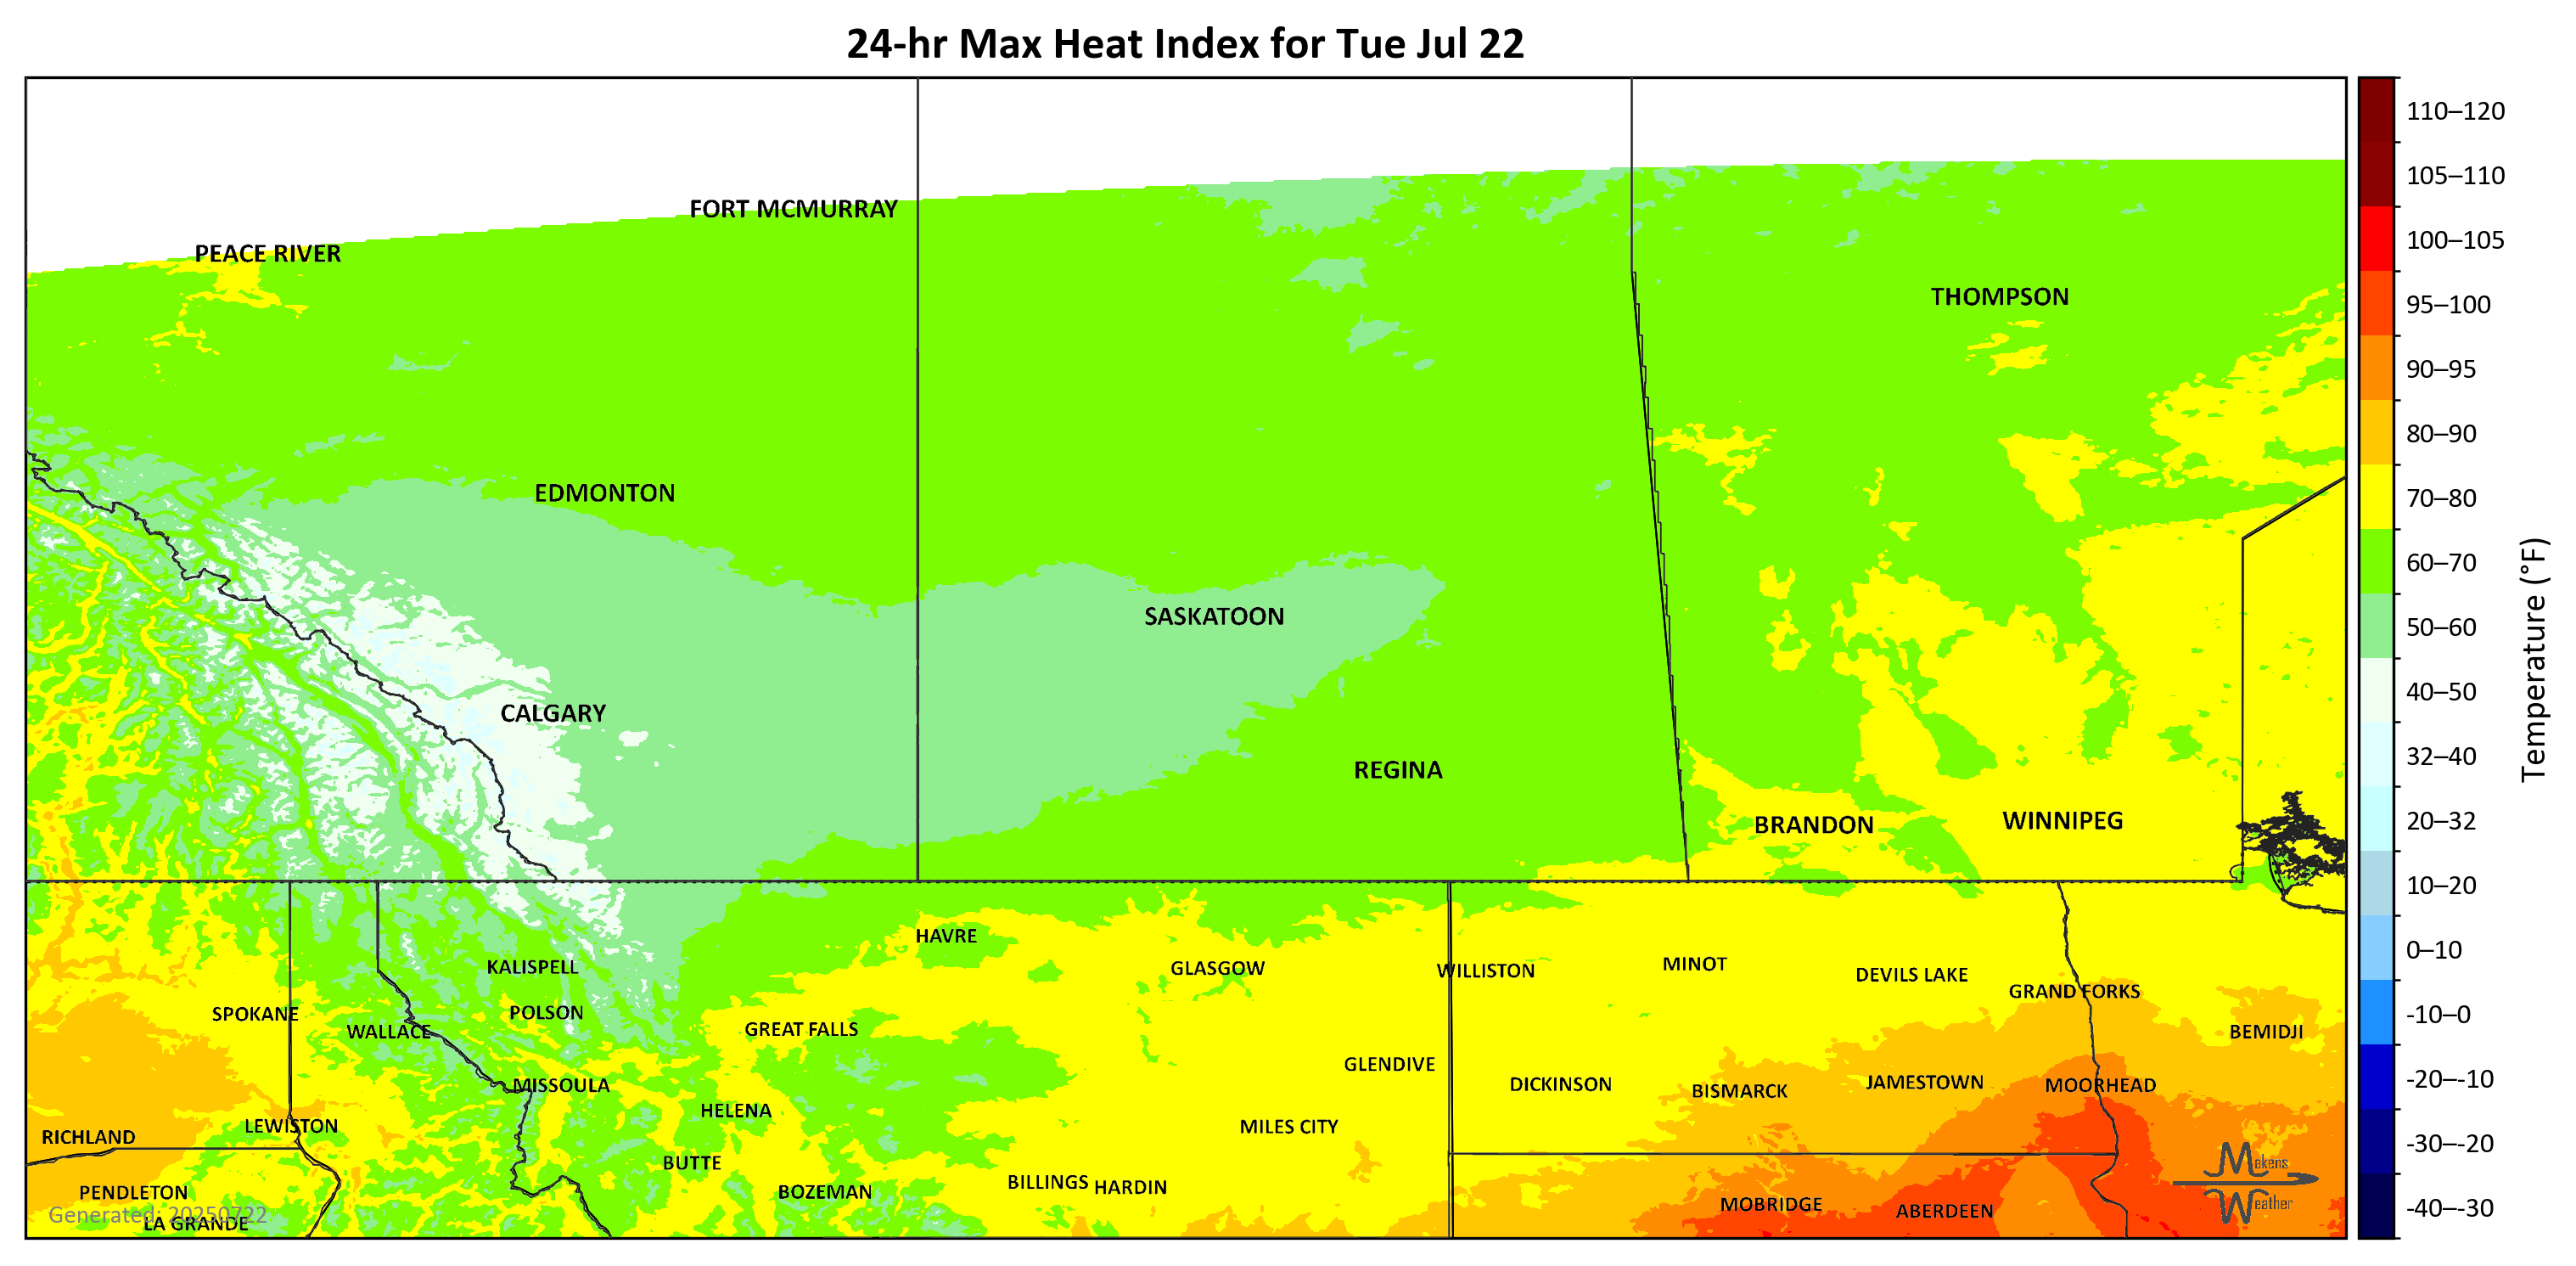 24-hr Max Heat Index for Tue Jul 22
110–120
105–110
100–105
95–100
90–95
80–90
70–80
60–70
50–60
40–50
32–40
20–32
10–20
0–10
-10–0
-20–-10
-30–-20
-40–-30
Temperature (°F)
FORT MCMURRAY
PEACE RIVER
THOMPSON
EDMONTON
SASKATOON
CALGARY
REGINA
BRANDON
WINNIPEG
HAVRE
KALISPELL
GLASGOW
WILLISTON
MINOT
DEVILS LAKE
GRAND FORKS
SPOKANE
POLSON
WALLACE
GREAT FALLS
BEMIDJI
GLENDIVE
MISSOULA
DICKINSON
BISMARCK
JAMESTOWN
MOORHEAD
HELENA
LEWISTON
MILES CITY
RICHLAND
BUTTE
PENDLETON
BOZEMAN
BILLINGS
HARDIN
MOBRIDGE
ABERDEEN
Generated: 20250722
LA GRANDE
Makens
Weather